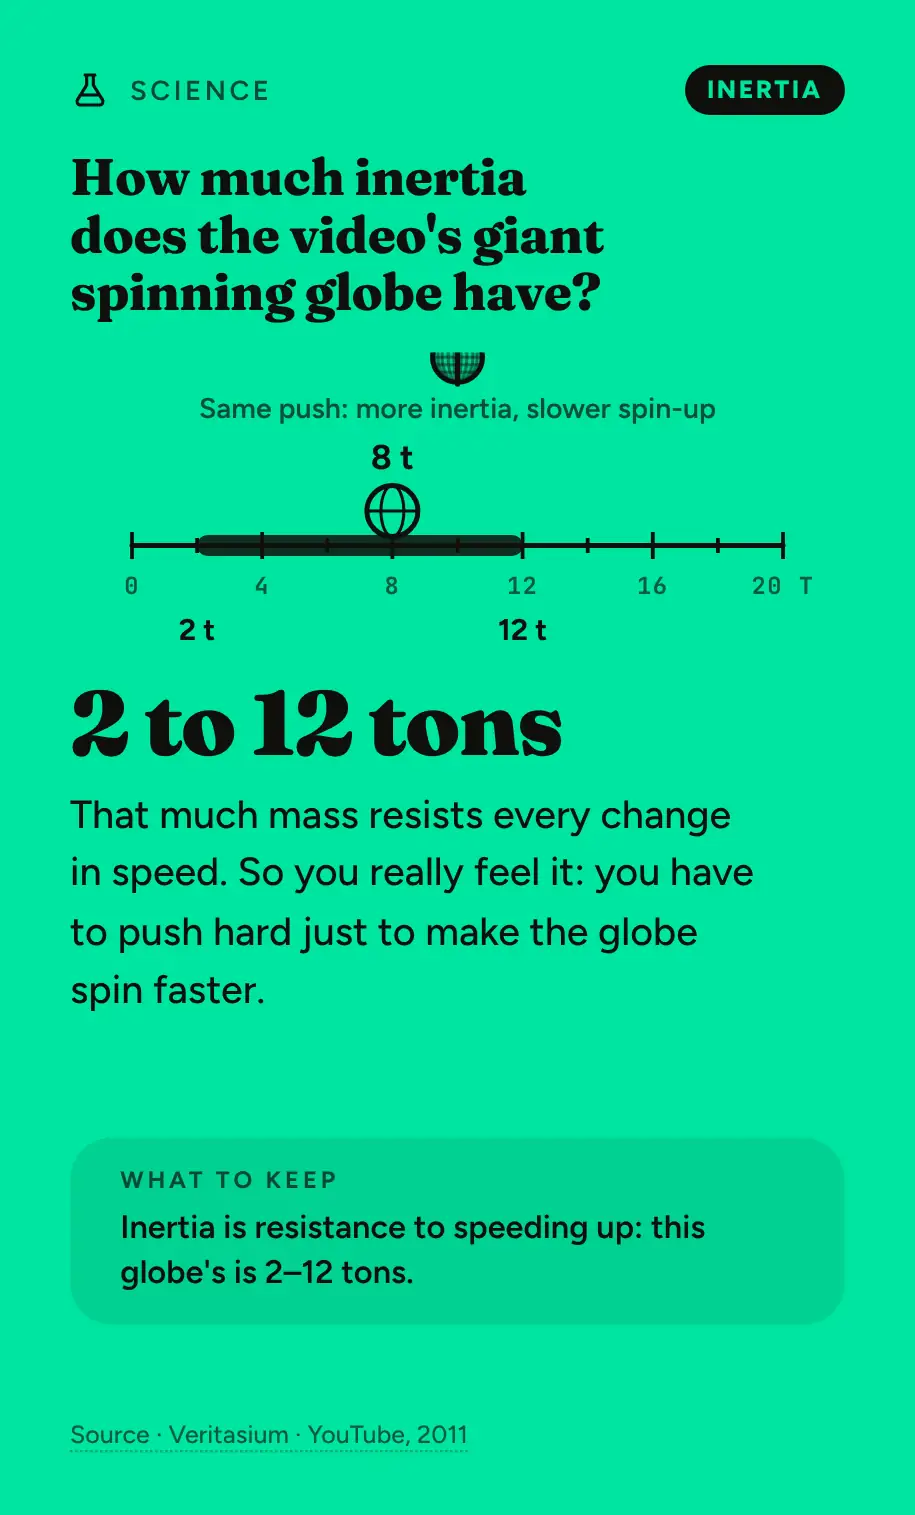 SCIENCE
INERTIA
How much inertia
does the video's giant
spinning globe have?
Same push: more inertia, slower spin-up
8 t
0 4 8 12 16 20 T
2 t 12 t
2 to 12 tons
That much mass resists every change
in speed. So you really feel it: you have
to push hard just to make the globe
spin faster.
WHAT TO KEEP
Inertia is resistance to speeding up: this
globe's is 2–12 tons.
Source · Veritasium · YouTube, 2011